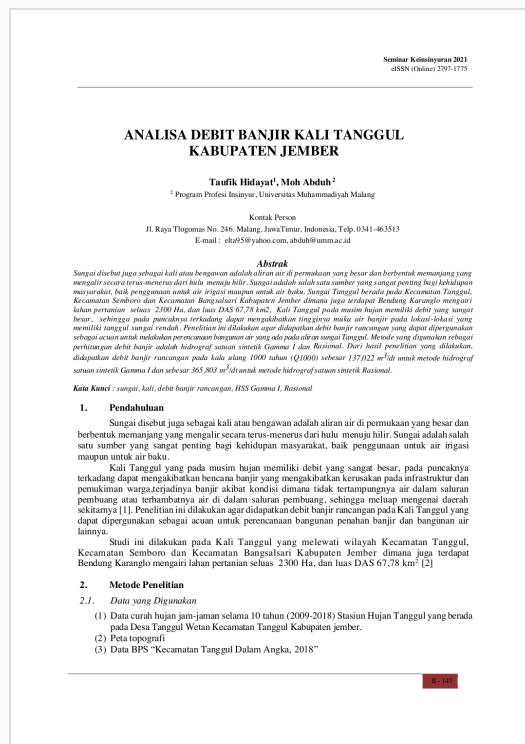 Seminar Keinsinyuran 2021
eISSN (Online) 2797-1775
ANALISA DEBIT BANJIR KALI TANGGUL
KABUPATEN JEMBER
Taufik Hidayat¹, Moh Abduh ²
² Program Profesi Insinyur, Universitas Muhammadiyah Malang
Kontak Person
Jl. Raya Tlogomas No. 246. Malang, JawaTimur, Indonesia, Telp. 0341-463513
E-mail : elta95@yahoo.com, abduh@umm.ac.id
Abstrak
Sungai disebut juga sebagai kali atau bengawan adalah aliran air di permukaan yang besar dan berbentuk memanjang yang
mengalir secara terus-menerus dari hulu menuju hilir. Sungai adalah salah satu sumber yang sangat penting bagi kehidupan
masyarakat, baik penggunaan untuk air irigasi maupun untuk air baku. Sungai Tanggul berada pada Kecamatan Tanggul,
Kecamatan Semboro dan Kecamatan Bangsalsari Kabupaten Jember dimana juga terdapat Bendung Karanglo mengairi
lahan pertanian seluas 2300 Ha, dan luas DAS 67,78 km2, Kali Tanggul pada musim hujan memiliki debit yang sangat
besar, sehingga pada puncaknya terkadang dapat mengakibatkan tingginya muka air banjir pada lokasi-lokasi yang
memiliki tanggul sungai rendah. Penelitian ini dilakukan agar didapatkan debit banjir rancangan yang dapat dipergunakan
sebagai acuan untuk melakukan perencanaan bangunan air yang ada pada aliran sungai Tanggul. Metode yang digunakan sebagai
perhitungan debit banjir adalah hidrograf satuan sintetik Gamma I dan Rasional. Dari hasil penelitian yang dilakukan,
didapatkan debit banjir rancangan pada kala ulang 1000 tahun (Q1000) sebesar 137,022 m³/dt untuk metode hidrograf
satuan sintetik Gamma I dan sebesar 365,803 m³/dt untuk metode hidrograf satuan sintetik Rasional.
Kata Kunci : sungai, kali, debit banjir rancangan, HSS Gamma I, Rasional
1. Pendahuluan
Sungai disebut juga sebagai kali atau bengawan adalah aliran air di permukaan yang besar dan
berbentuk memanjang yang mengalir secara terus-menerus dari hulu menuju hilir. Sungai adalah salah
satu sumber yang sangat penting bagi kehidupan masyarakat, baik penggunaan untuk air irigasi
maupun untuk air baku.
Kali Tanggul yang pada musim hujan memiliki debit yang sangat besar, pada puncaknya
terkadang dapat mengakibatkan bencana banjir yang mengakibatkan kerusakan pada infrastruktur dan
pemukiman warga,terjadinya banjir akibat kondisi dimana tidak tertampungnya air dalam saluran
pembuang atau terhambatnya air di dalam saluran pembuang, sehingga meluap mengenai daerah
sekitarnya [1]. Penelitian ini dilakukan agar didapatkan debit banjir rancangan pada Kali Tanggul yang
dapat dipergunakan sebagai acuan untuk perencanaan bangunan penahan banjir dan bangunan air
lainnya.
Studi ini dilakukan pada Kali Tanggul yang melewati wilayah Kecamatan Tanggul,
Kecamatan Semboro dan Kecamatan Bangsalsari Kabupaten Jember dimana juga terdapat
Bendung Karanglo mengairi lahan pertanian seluas 2300 Ha, dan luas DAS 67,78 km² [2]
2. Metode Penelitian
2.1. Data yang Digunakan
(1) Data curah hujan jam-jaman selama 10 tahun (2009-2018) Stasiun Hujan Tanggul yang berada
pada Desa Tanggul Wetan Kecamatan Tanggul Kabupaten jember.
(2) Peta topografi
(3) Data BPS “Kecamatan Tanggul Dalam Angka, 2018”
II - 147